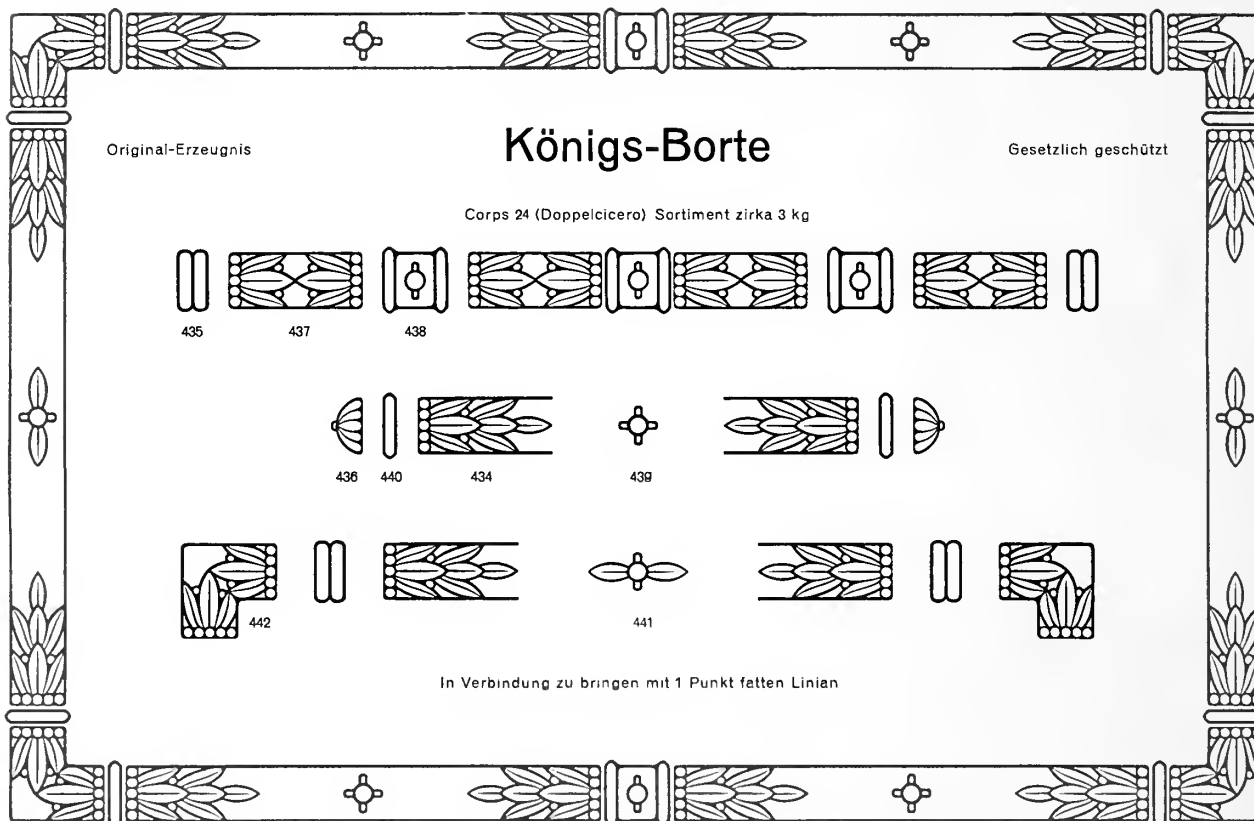 Original-Erzeugnis
Königs-Borte
Gesetzlich geschützt
Corps 24 (Doppelcicero) Sortiment zirka 3 kg
435 437 438
436 440 434 439
442 441
In Verbindung zu bringen mit 1 Punkt fatten Linian